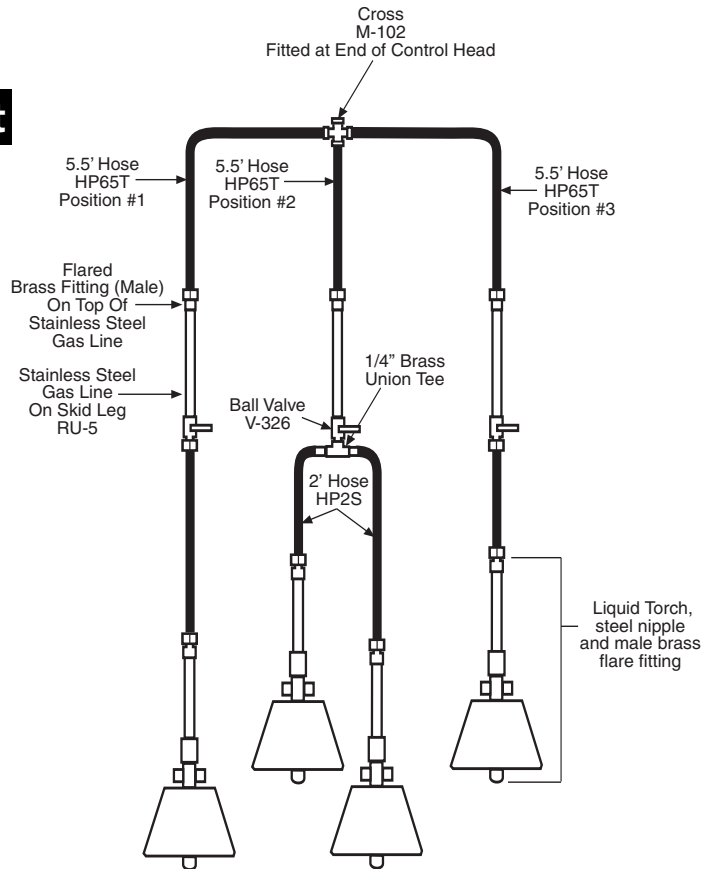 Cross
M-102
Fitted at End of Control Head
5.5’ Hose
HP65T
Position #1
5.5’ Hose
HP65T
Position #2
5.5’ Hose
HP65T
Position #3
Flared
Brass Fitting (Male)
On Top Of
Stainless Steel
Gas Line
1/4” Brass
Union Tee
Stainless Steel
Gas Line
On Skid Leg
RU-5
Ball Valve
V-326
2’ Hose
HP2S
Liquid Torch,
steel nipple
and male brass
flare fitting